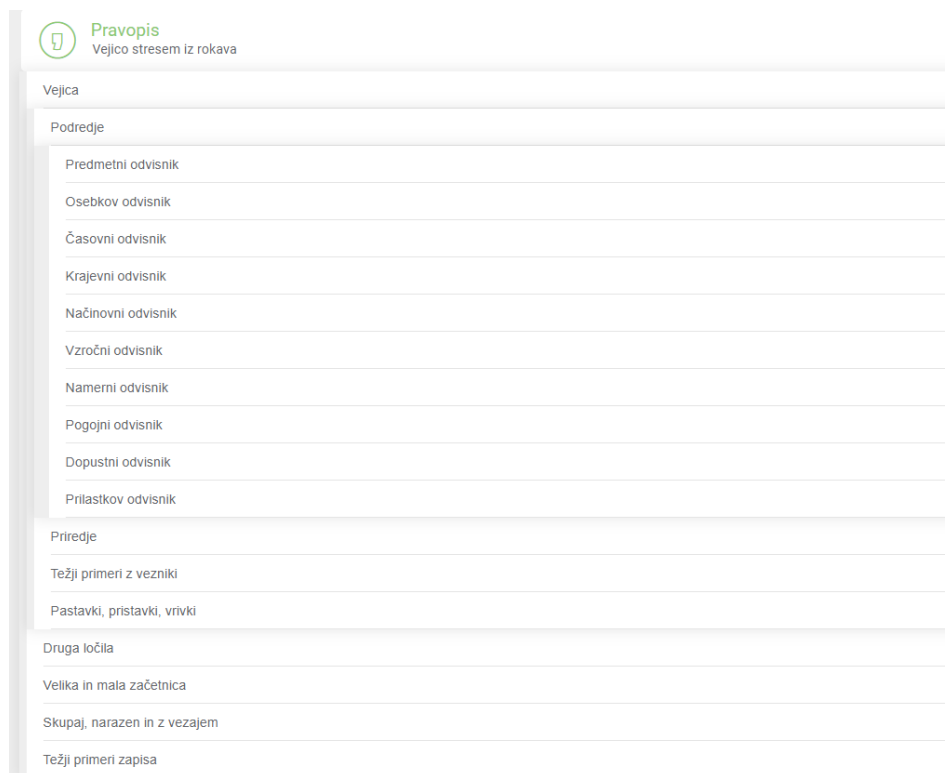 Pravopis
Vejico stresem iz rokava
Vejica
Podredje
Predmetni odvisnik
Osebkov odvisnik
Časovni odvisnik
Krajevni odvisnik
Načinovni odvisnik
Vzročni odvisnik
Namerni odvisnik
Pogojni odvisnik
Dopustni odvisnik
Prilastkov odvisnik
Priredje
Težji primeri z vezniki
Pastavki, pristavki, vrivki
Druga ločila
Velika in mala začetnica
Skupaj, narazen in z vezajem
Težji primeri zapisa